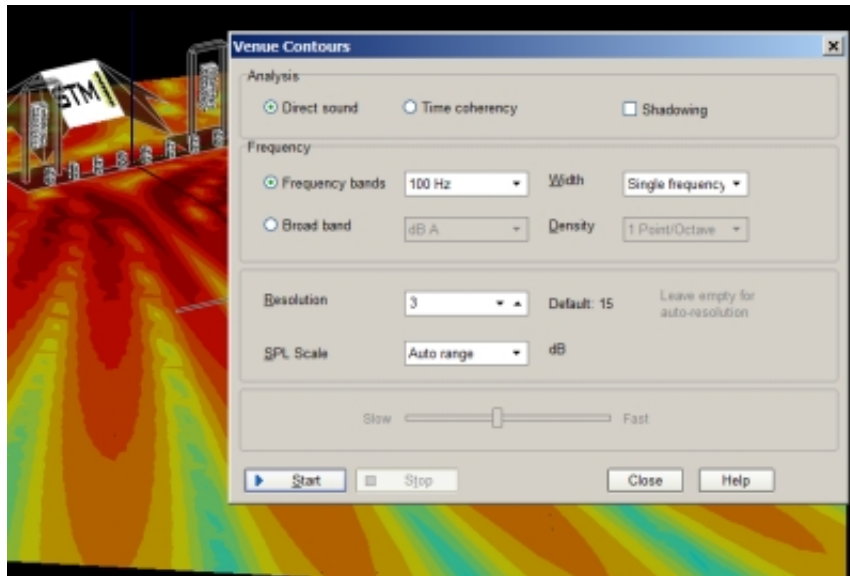 Venue Contours
STM
Analysis
Direct sound Time coherency Shadowing
Frequency
Frequency bands 100 Hz Width Single frequency
Broad band dB A Density 1 Point/Octave
Resolution 3 Default: 15 Leave empty for
auto-resolution
SPL Scale Auto range dB
Slow Fast
Start Stop Close Help